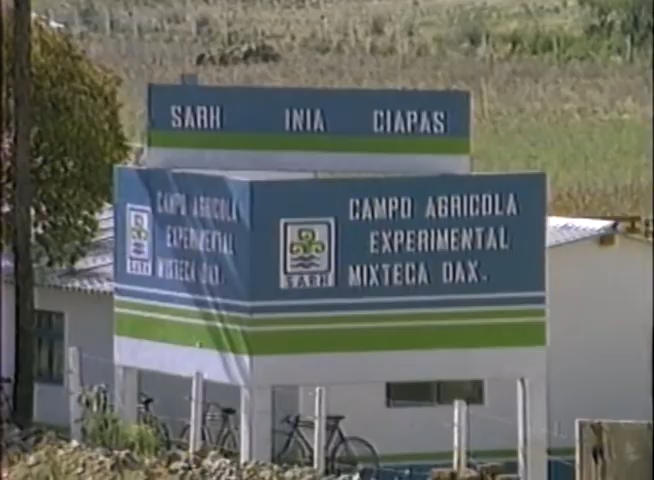 SARH INIA CIAPAS
CAMPO AGRICOLA
EXPERIMENTAL
MIXTECA OAX.
SARH
CAMPO AGRICOLA
EXPERIMENTAL
MIXTECA OAX.
SARH